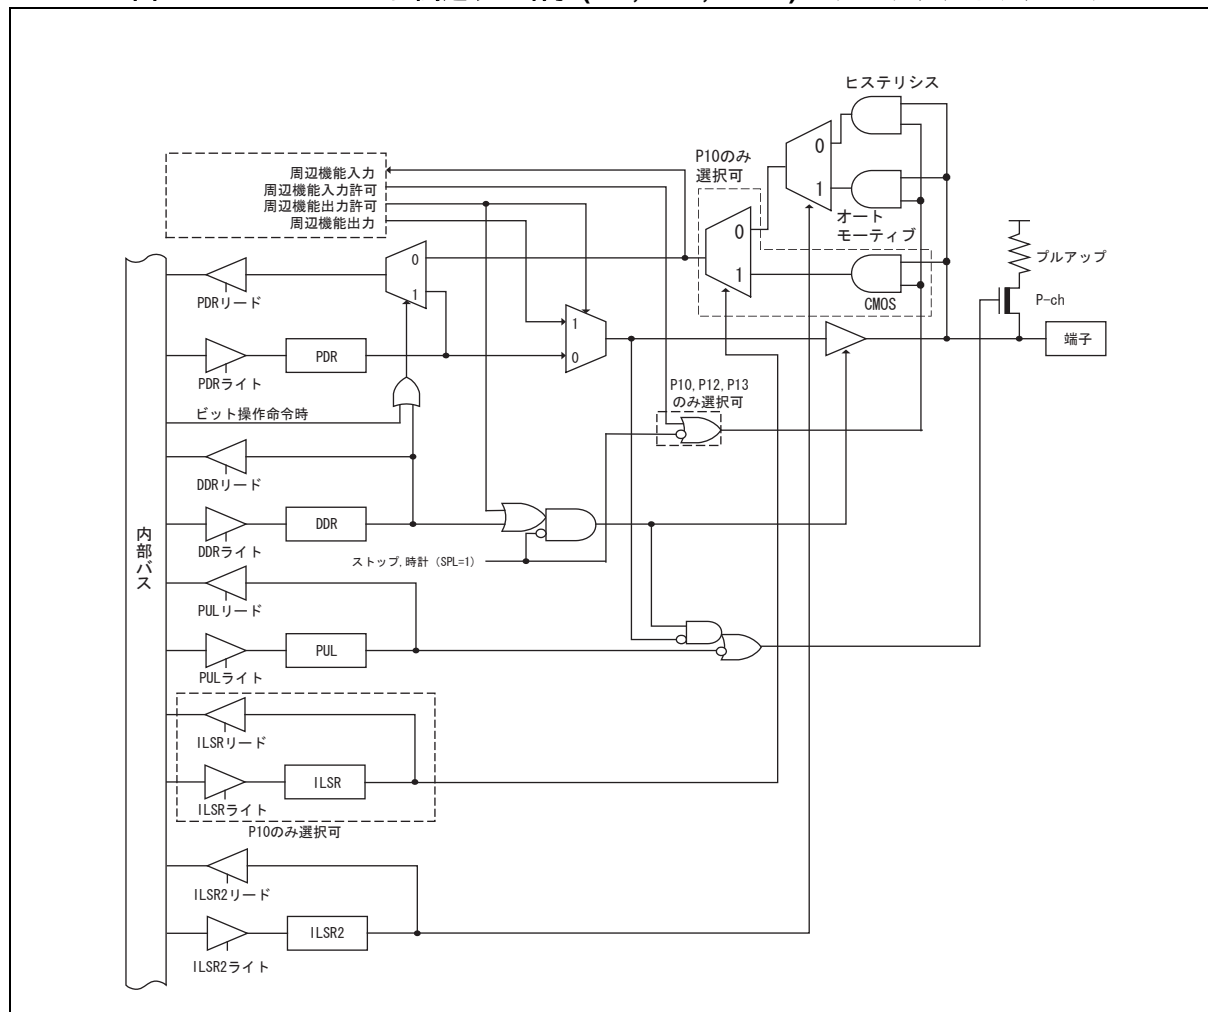 ヒステリシス
0
1
オート
モーティブ
P10のみ
選択可
0
1
CMOS
プルアップ
P-ch
端子
周辺機能入力
周辺機能入力許可
周辺機能出力許可
周辺機能出力
0
1
PDRリード
PDR
PDRライト
1
0
ビット操作命令時
P10, P12, P13
のみ選択可
DDRリード
DDR
DDRライト
ストップ, 時計 (SPL=1)
内部バス
PULリード
PUL
PULライト
ILSRリード
ILSR
ILSRライト
P10のみ選択可
ILSR2リード
ILSR2
ILSR2ライト